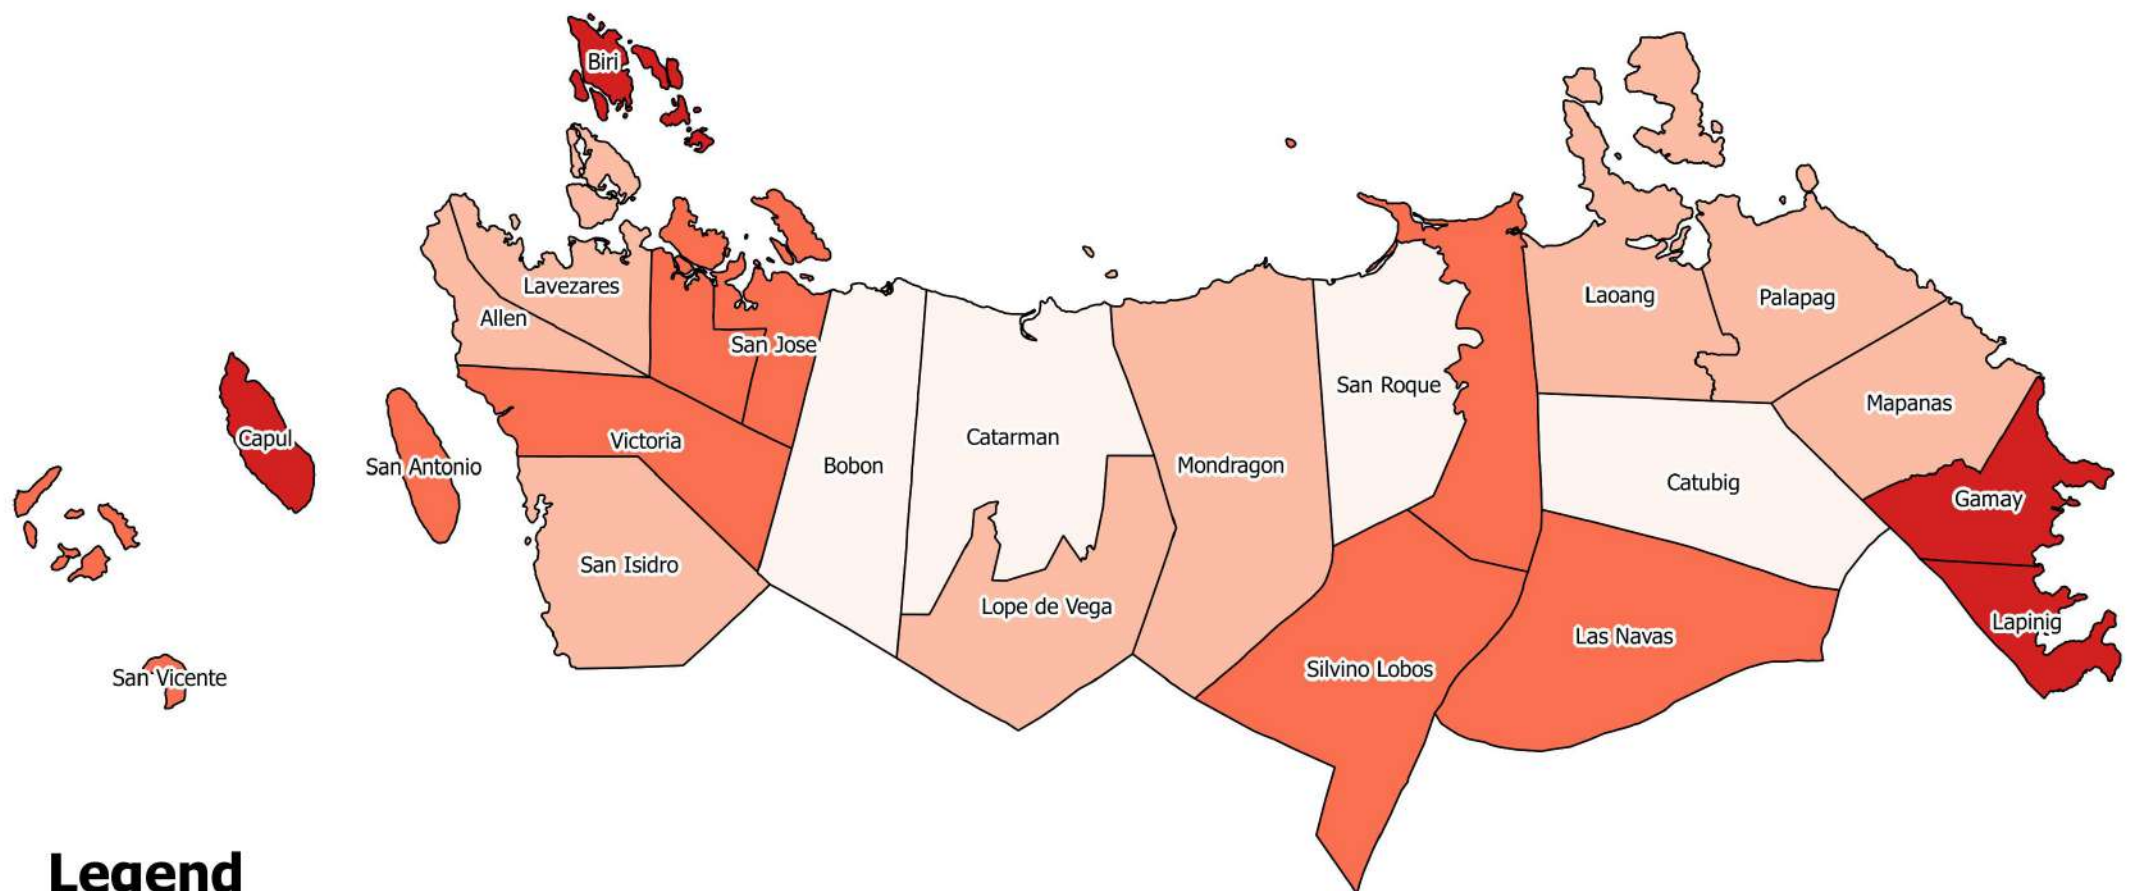 Biri
Lavezares
Allen
San Jose
Laoang
Palapag
San Roque
Mapanas
Capul
San Antonio
Victoria
Bobon
Catarman
Mondragon
Catubig
Gamay
San Isidro
Lope de Vega
Las Navas
Lapinig
San Vicente
Silvino Lobos
Legend